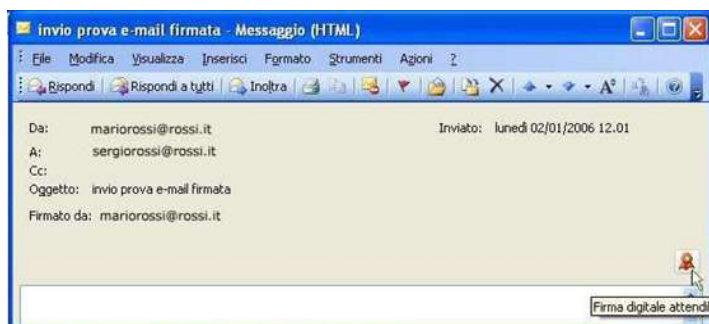 invio prova e-mail firmata - Messaggio (HTML)
File Modifica Visualizza Inserisci Formato Strumenti Azioni ?
Rispondi Rispondi a tutti Inoltra
Da: mariorossi@rossi.it Inviato: lunedì 02/01/2006 12.01
A: sergiorossi@rossi.it
Cc:
Oggetto: invio prova e-mail firmata
Firmato da: mariorossi@rossi.it
Firma digitale attendi